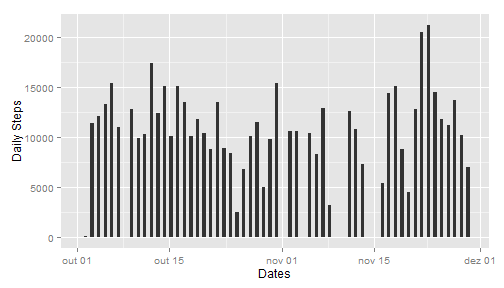 20000
15000
10000
5000
0
Daily Steps
out 01
out 15
nov 01
nov 15
dez 01
Dates